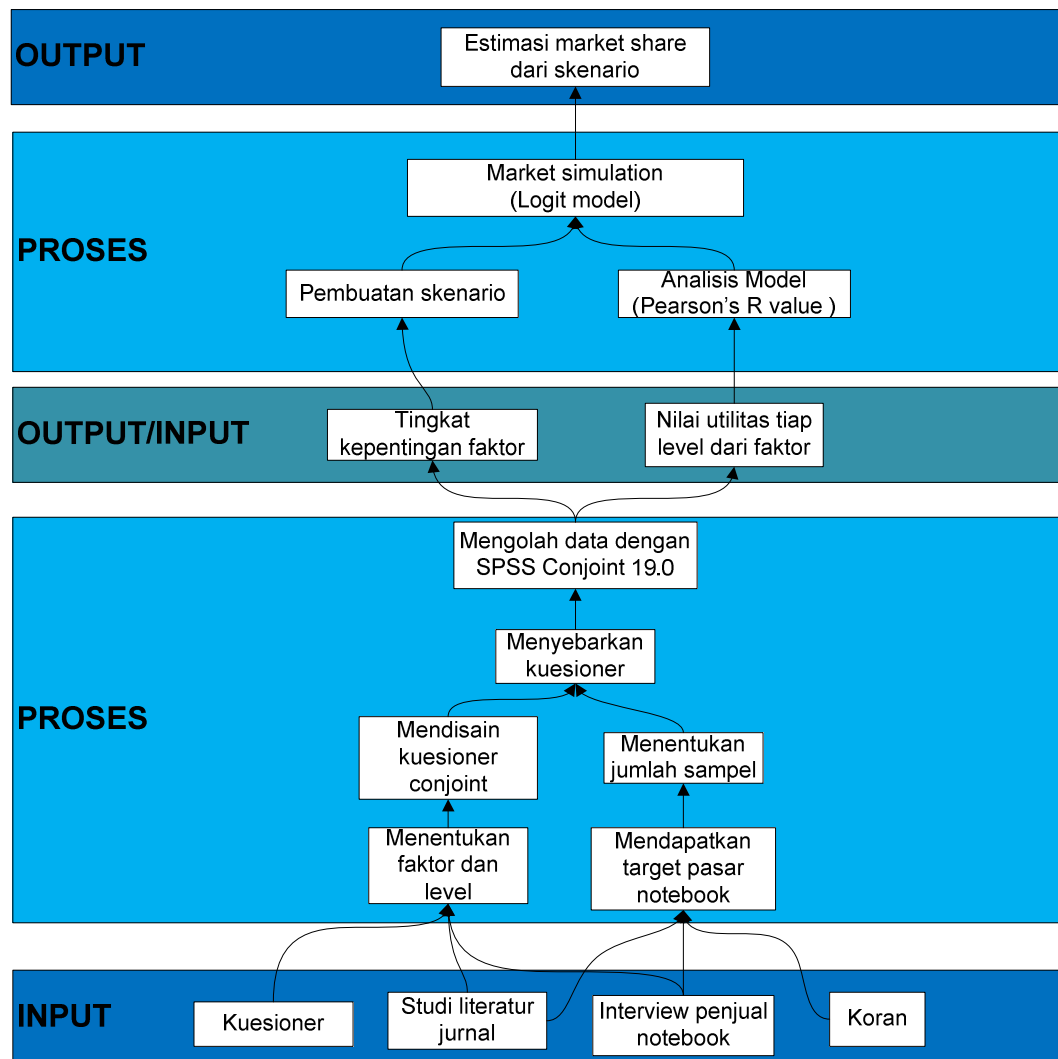 OUTPUT
Estimasi market share
dari skenario
Market simulation
(Logit model)
PROSES
Pembuatan skenario
Analisis Model
(Pearson's R value )
OUTPUT/INPUT
Tingkat
kepentingan faktor
Nilai utilitas tiap
level dari faktor
Mengolah data dengan
SPSS Conjoint 19.0
Menyebarkan
kuesioner
PROSES
Mendisain
kuesioner
conjoint
Menentukan
jumlah sampel
Menentukan
faktor dan
level
Mendapatkan
target pasar
notebook
INPUT
Kuesioner
Studi literatur
jurnal
Interview penjual
notebook
Koran